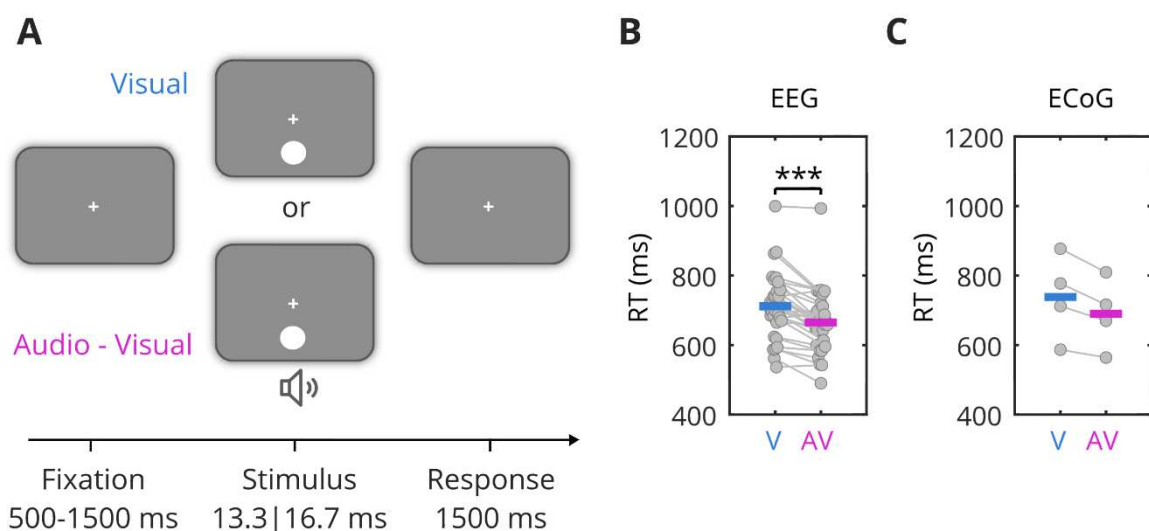 A
Visual
or
Audio - Visual
Fixation
500-1500 ms
Stimulus
13.3|16.7 ms
Response
1500 ms
B
EEG
RT (ms)
1200
1000
800
600
400
***
V AV
C
ECoG
RT (ms)
1200
1000
800
600
400
V AV